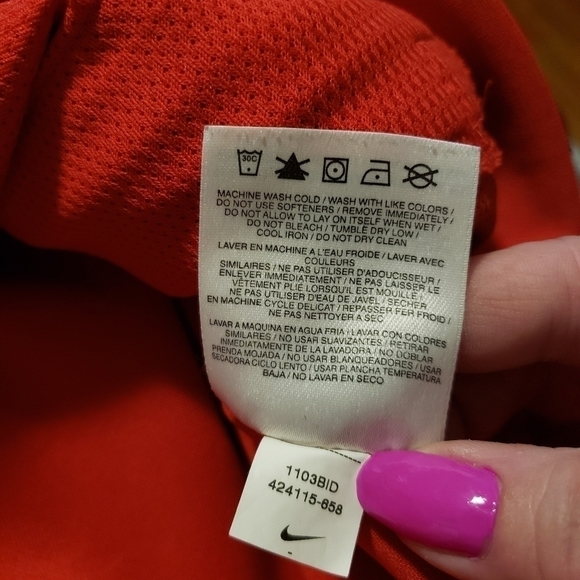 30C
MACHINE WASH COLD / WASH WITH LIKE COLORS /
DO NOT USE SOFTENERS / REMOVE IMMEDIATELY /
DO NOT ALLOW TO LAY ON ITSELF WHEN WET /
DO NOT BLEACH / TUMBLE DRY LOW /
COOL IRON / DO NOT DRY CLEAN
LAVER EN MACHINE A L'EAU FROIDE / LAVER AVEC
COULEURS
SIMILAIRES / NE PAS UTILISER D'ADOUCISSEUR /
ENLEVER IMMEDIATEMENT / NE PAS LAISSER LE
VÊTEMENT PLIÉ LORSQU'IL EST MOUILLÉ /
NE PAS UTILISER D'EAU DE JAVEL / SECHER
EN MACHINE CYCLE DELICAT / REPASSER FER FROID /
NE PAS NETTOYER A SEC
LAVAR A MAQUINA EN AGUA FRIA / LAVAR CON COLORES
SIMILARES / NO USAR SUAVIZANTES / RETIRAR
INMEDIATAMENTE DE LA LAVADORA / NO DOBLAR
PRENDA MOJADA / NO USAR BLANQUEADORES / USAR
SECADORA CICLO LENTO / USAR PLANCHA TEMPERATURA
BAJA / NO LAVAR EN SECO
1103BID
424115-658